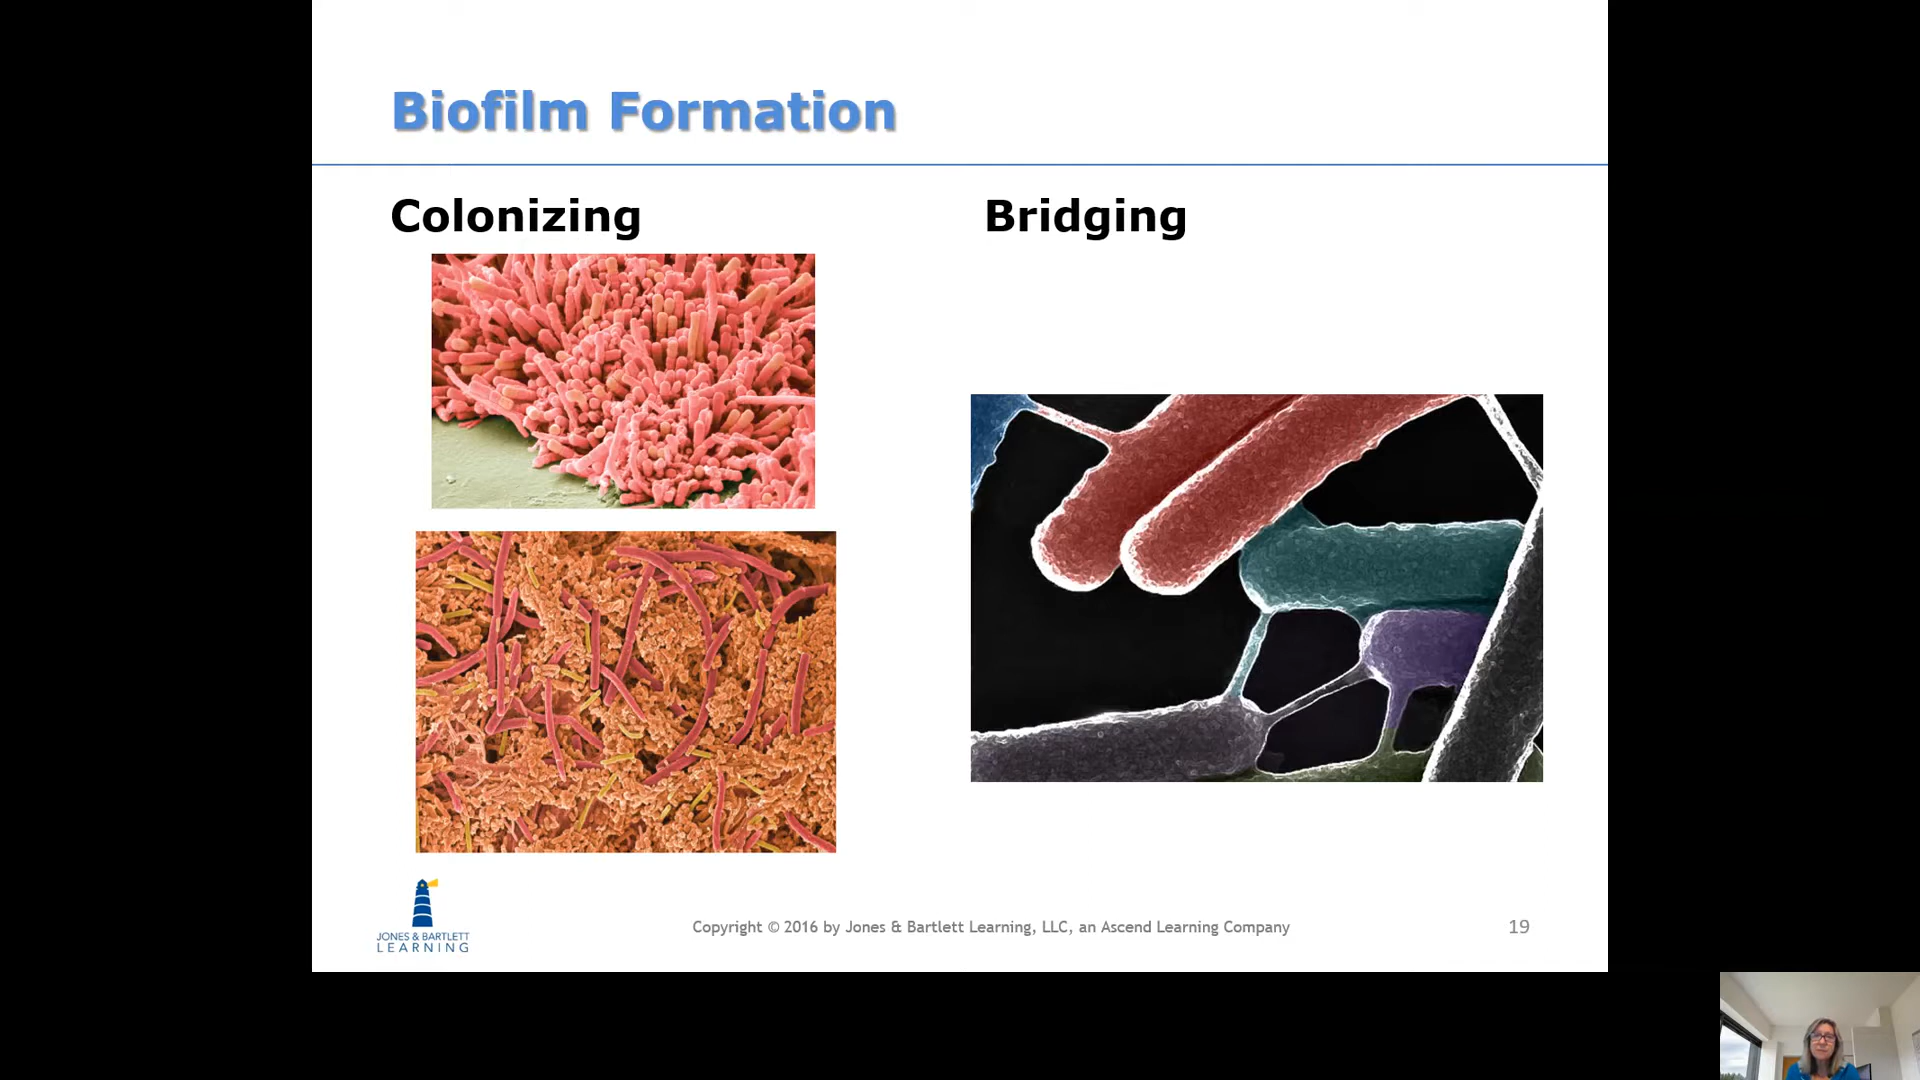 Biofilm Formation
Colonizing
Bridging
JONES & BARTLETT
LEARNING
Copyright © 2016 by Jones & Bartlett Learning, LLC, an Ascend Learning Company
19